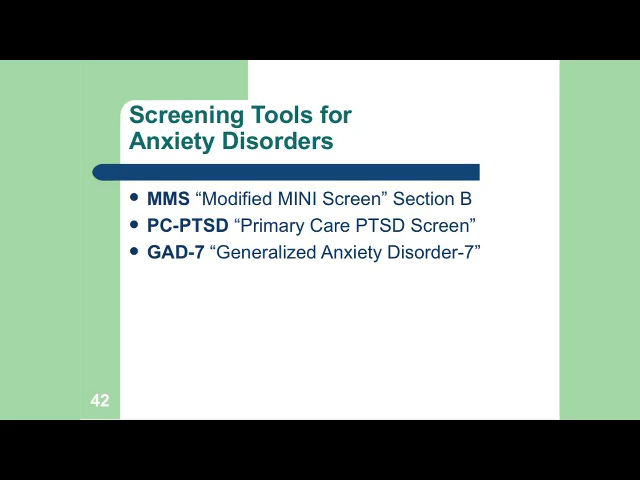 Screening Tools for
Anxiety Disorders
• MMS “Modified MINI Screen” Section B
• PC-PTSD “Primary Care PTSD Screen”
• GAD-7 “Generalized Anxiety Disorder-7”
42